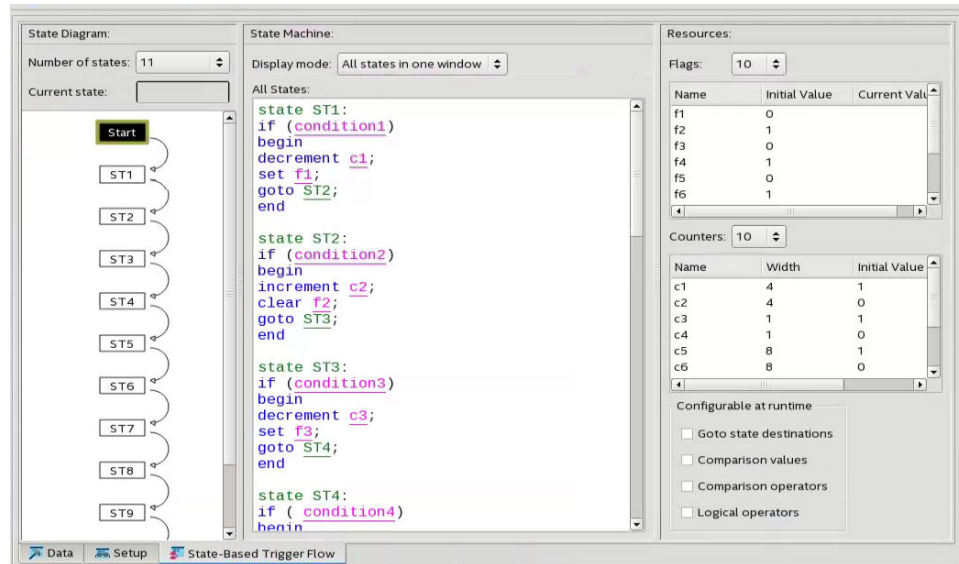 State Diagram:
Number of states: 11
Current state:
Start
ST1
ST2
ST3
ST4
ST5
ST6
ST7
ST8
ST9
State Machine:
Display mode: All states in one window
All States:
state ST1:
if (condition1)
begin
decrement c1;
set f1;
goto ST2;
end
state ST2:
if (condition2)
begin
increment c2;
clear f2;
goto ST3;
end
state ST3:
if (condition3)
begin
decrement c3;
set f3;
goto ST4;
end
state ST4:
if ( condition4)
begin
Resources:
Flags: 10
Name Initial Value Current Valu
f1 0
f2 1
f3 0
f4 1
f5 0
f6 1
Counters: 10
Name Width Initial Value
c1 4 1
c2 4 0
c3 1 1
c4 1 0
c5 8 1
c6 8 0
Configurable at runtime
Goto state destinations
Comparison values
Comparison operators
Logical operators
Data Setup State-Based Trigger Flow